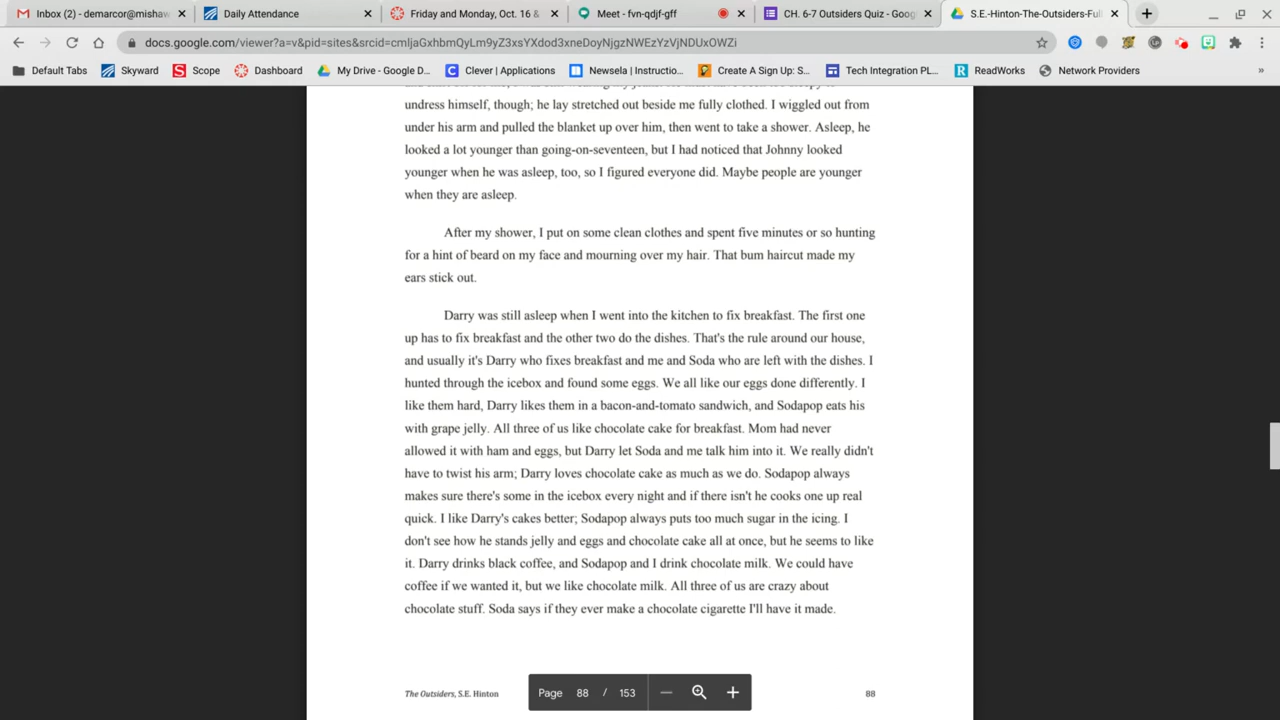 Inbox (2) - demarcor@mishaw
Daily Attendance
Friday and Monday, Oct. 16 &
Meet - fvn-qdjf-gff
CH. 6-7 Outsiders Quiz - Goog
S.E.-Hinton-The-Outsiders-Full
docs.google.com/viewer?a=v&pid=sites&srcid=cmljaGxhbmQyLm9yZ3xsYXdod3xneDoyNjgzNWEzYzVjNDUxOWZi
Default Tabs
Skyward
Scope
Dashboard
My Drive - Google D...
Clever | Applications
Newsela | Instructio...
Create A Sign Up: S...
Tech Integration PL...
ReadWorks
Network Providers
»
undress himself, though; he lay stretched out beside me fully clothed. I wiggled out from
under his arm and pulled the blanket up over him, then went to take a shower. Asleep, he
looked a lot younger than going-on-seventeen, but I had noticed that Johnny looked
younger when he was asleep, too, so I figured everyone did. Maybe people are younger
when they are asleep.
After my shower, I put on some clean clothes and spent five minutes or so hunting
for a hint of beard on my face and mourning over my hair. That bum haircut made my
ears stick out.
Darry was still asleep when I went into the kitchen to fix breakfast. The first one
up has to fix breakfast and the other two do the dishes. That's the rule around our house,
and usually it's Darry who fixes breakfast and me and Soda who are left with the dishes. I
hunted through the icebox and found some eggs. We all like our eggs done differently. I
like them hard, Darry likes them in a bacon-and-tomato sandwich, and Sodapop eats his
with grape jelly. All three of us like chocolate cake for breakfast. Mom had never
allowed it with ham and eggs, but Darry let Soda and me talk him into it. We really didn't
have to twist his arm; Darry loves chocolate cake as much as we do. Sodapop always
makes sure there's some in the icebox every night and if there isn't he cooks one up real
quick. I like Darry's cakes better; Sodapop always puts too much sugar in the icing. I
don't see how he stands jelly and eggs and chocolate cake all at once, but he seems to like
it. Darry drinks black coffee, and Sodapop and I drink chocolate milk. We could have
coffee if we wanted it, but we like chocolate milk. All three of us are crazy about
chocolate stuff. Soda says if they ever make a chocolate cigarette I'll have it made.
The Outsiders, S.E. Hinton
Page 88 / 153
88